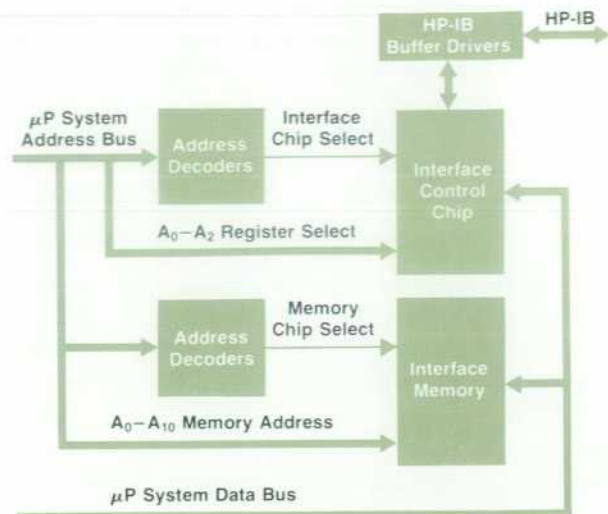 HP-IB
Buffer Drivers
HP-IB
μP System
Address Bus
Address
Decoders
Interface
Chip Select
Interface
Control
Chip
A₀–A₂ Register Select
Address
Decoders
Memory
Chip Select
Interface
Memory
A₀–A₁₀ Memory Address
μP System Data Bus